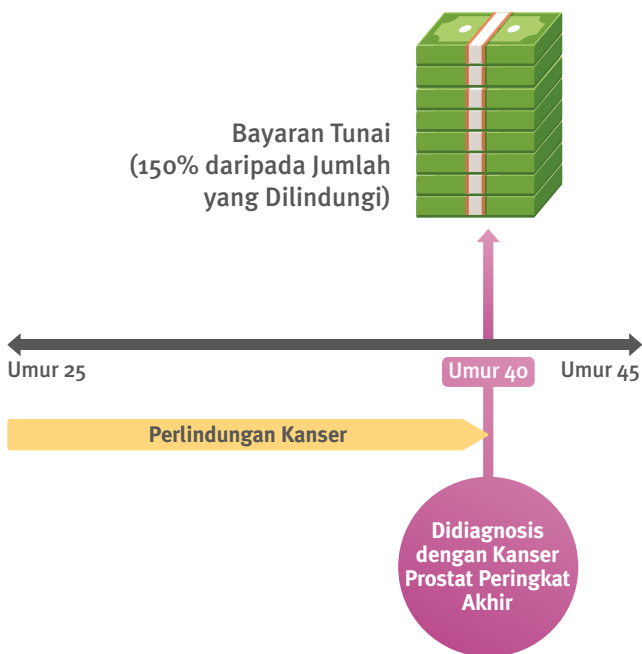 Bayaran Tunai
(150% daripada Jumlah
yang Dilindungi)
Umur 25
Umur 40
Umur 45
Perlindungan Kanser
Didiagnosis
dengan Kanser
Prostat Peringkat
Akhir